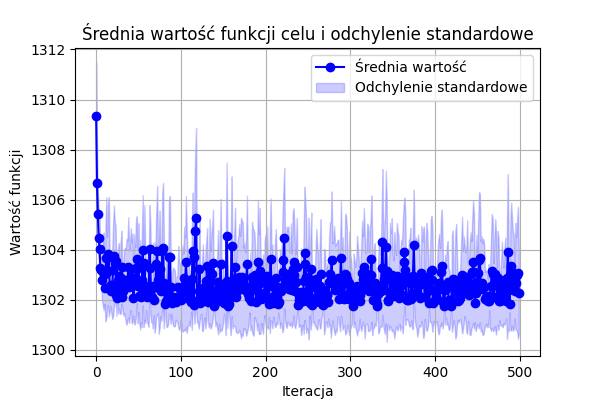 Średnia wartość funkcji celu i odchylenie standardowe
1312
1310
1308
1306
1304
1302
1300
Wartość funkcji
Średnia wartość
Odchylenie standardowe
0
100
200
300
400
500
Iteracja